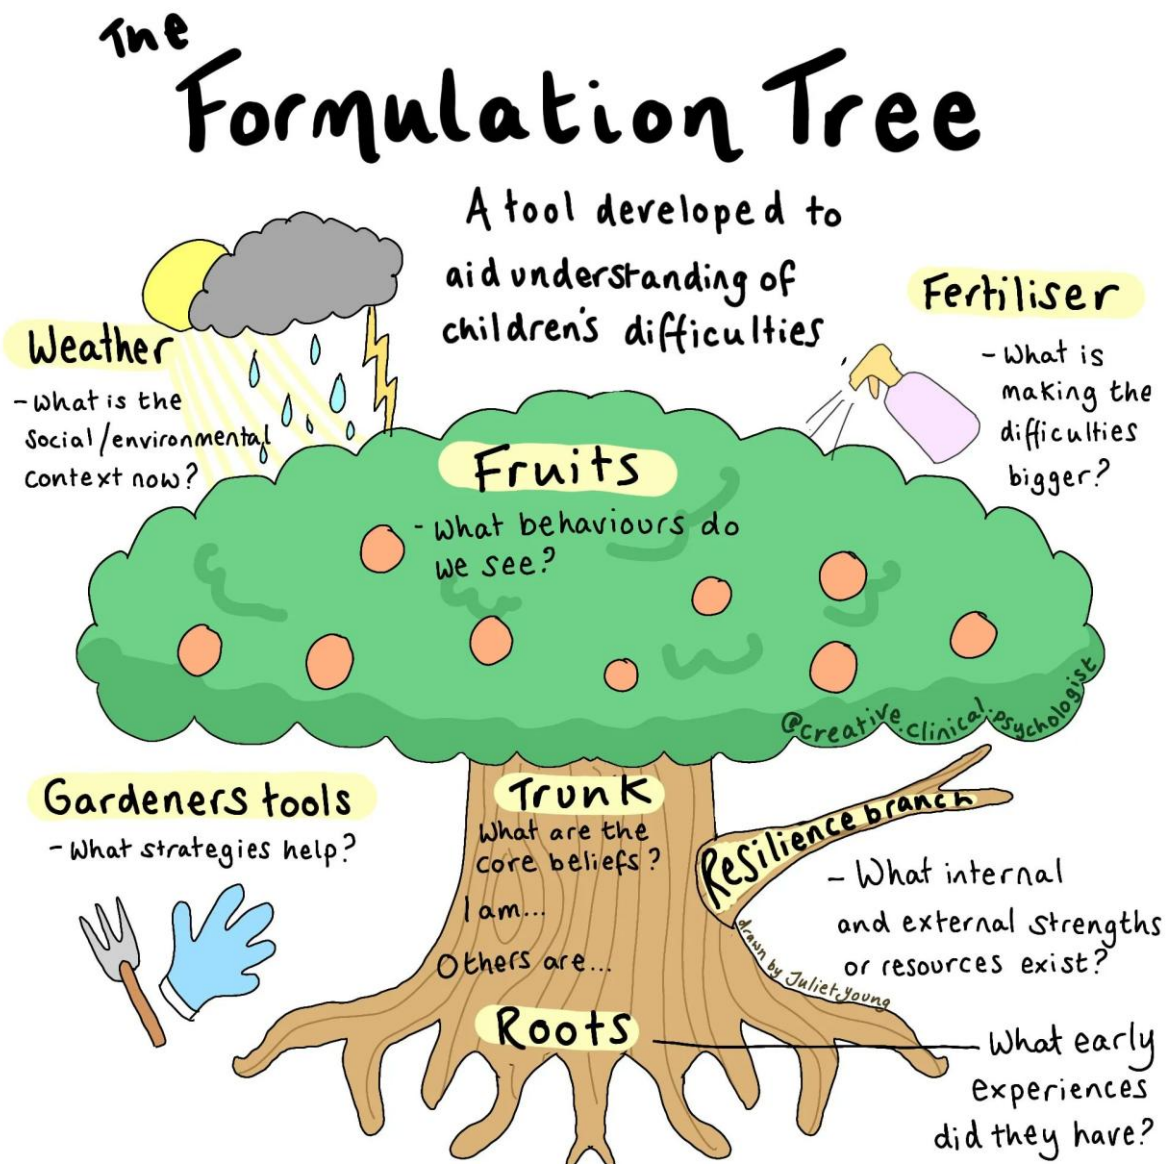 The
Formulation Tree
A tool developed to
aid understanding of
children's difficulties
Weather
- What is the
Social/environmental
context now?
Fertiliser
- What is
making the
difficulties
bigger?
Fruits
- What behaviours do
we see?
@creative.clinical.psychologist
Gardeners tools
- What strategies help?
Trunk
What are the
core beliefs?
I am...
Others are...
Resilience branch
- What internal
and external strengths
or resources exist?
drawn by Juliet Young
Roots
What early
experiences
did they have?